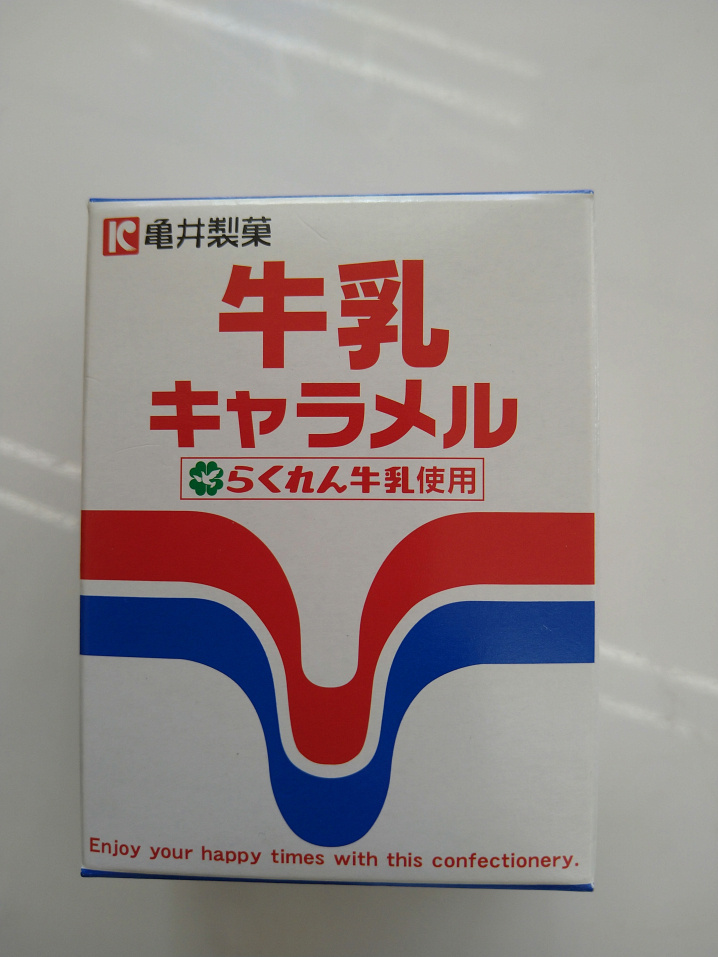 亀井製菓
牛乳
キャラメル
らくれん牛乳使用
Enjoy your happy times with this confectionery.